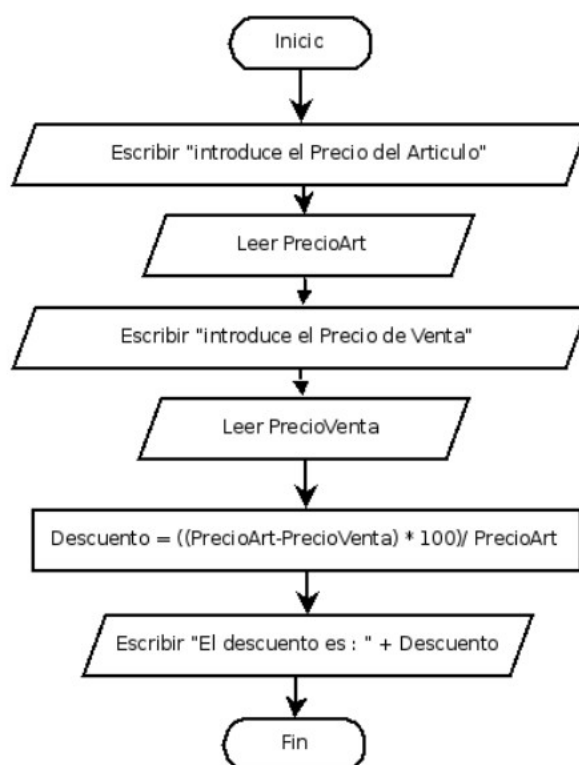 Inicic
Escribir "introduce el Precio del Articulo"
Leer PrecioArt
Escribir "introduce el Precio de Venta"
Leer PrecioVenta
Descuento = ((PrecioArt-PrecioVenta) * 100)/ PrecioArt
Escribir "El descuento es : " + Descuento
Fin